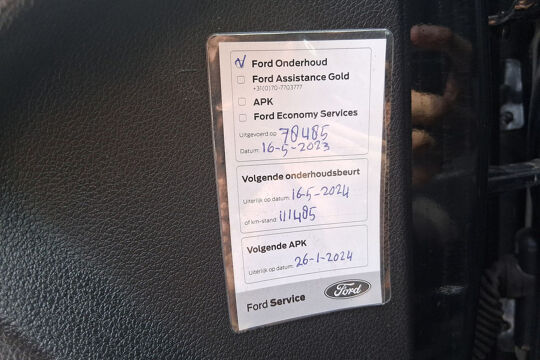 Ford Onderhoud
Ford Assistance Gold
+31(0)70-7703777
APK
Ford Economy Services
Uitgevoerd op: 78485
Datum: 16-5-2023
Volgende onderhoudsbeurt
Uiterlijk op datum: 16-5-2024
of km-stand: 111485
Volgende APK
Uiterlijk op datum: 26-1-2024
Ford Service
Ford